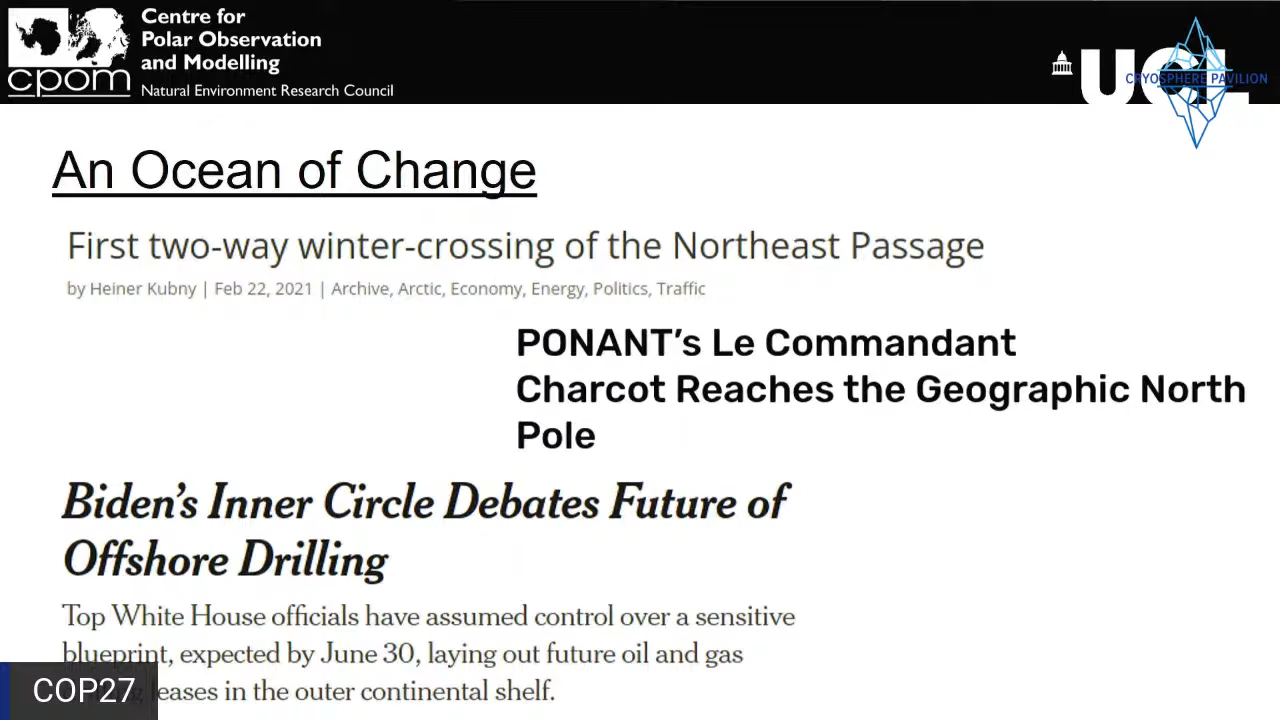 Centre for
Polar Observation
and Modelling
cpom
Natural Environment Research Council
UCL
CRYOSPHERE PAVILION
An Ocean of Change
First two-way winter-crossing of the Northeast Passage
by Heiner Kubny | Feb 22, 2021 | Archive, Arctic, Economy, Energy, Politics, Traffic
PONANT's Le Commandant
Charcot Reaches the Geographic North
Pole
Biden's Inner Circle Debates Future of
Offshore Drilling
Top White House officials have assumed control over a sensitive
blueprint, expected by June 30, laying out future oil and gas
leases in the outer continental shelf.
COP27